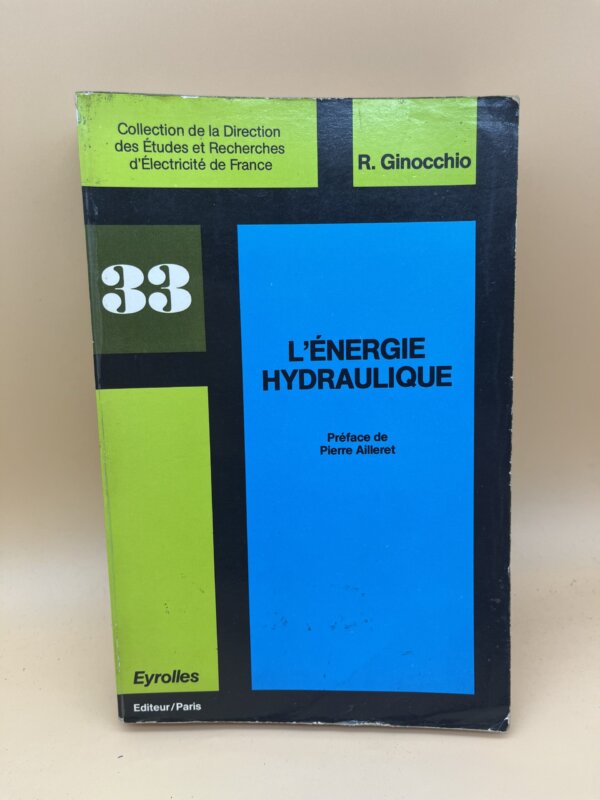 Collection de la Direction
des Études et Recherches
d'Électricité de France
R. Ginocchio
33
L'ÉNERGIE
HYDRAULIQUE
Préface de
Pierre Ailleret
Eyrolles
Editeur/Paris